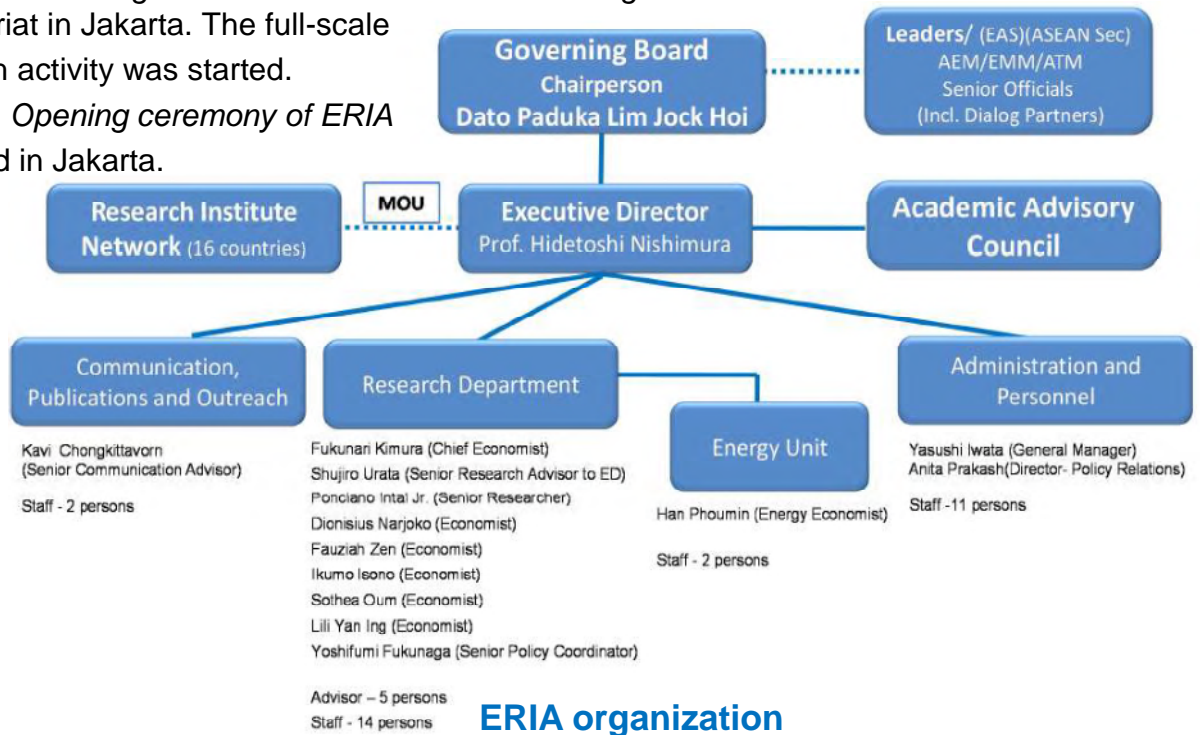 riat in Jakarta. The full-scale
activity was started.
Opening ceremony of ERIA
d in Jakarta.
Governing Board
Chairperson
Dato Paduka Lim Jock Hoi
Leaders/ (EAS)(ASEAN Sec)
AEM/EMM/ATM
Senior Officials
(Incl. Dialog Partners)
Research Institute
Network (16 countries)
MOU
Executive Director
Prof. Hidetoshi Nishimura
Academic Advisory
Council
Communication,
Publications and Outreach
Kavi Chongkittavorn
(Senior Communication Advisor)
Staff - 2 persons
Research Department
Fukunari Kimura (Chief Economist)
Shujiro Urata (Senior Research Advisor to ED)
Ponciano Intal Jr. (Senior Researcher)
Dionisius Narjoko (Economist)
Fauziah Zen (Economist)
Ikumo Isono (Economist)
Sothea Oum (Economist)
Lili Yan Ing (Economist)
Yoshifumi Fukunaga (Senior Policy Coordinator)
Advisor – 5 persons
Staff - 14 persons
Energy Unit
Han Phoumin (Energy Economist)
Staff - 2 persons
Administration and
Personnel
Yasushi Iwata (General Manager)
Anita Prakash(Director- Policy Relations)
Staff -11 persons
ERIA organization